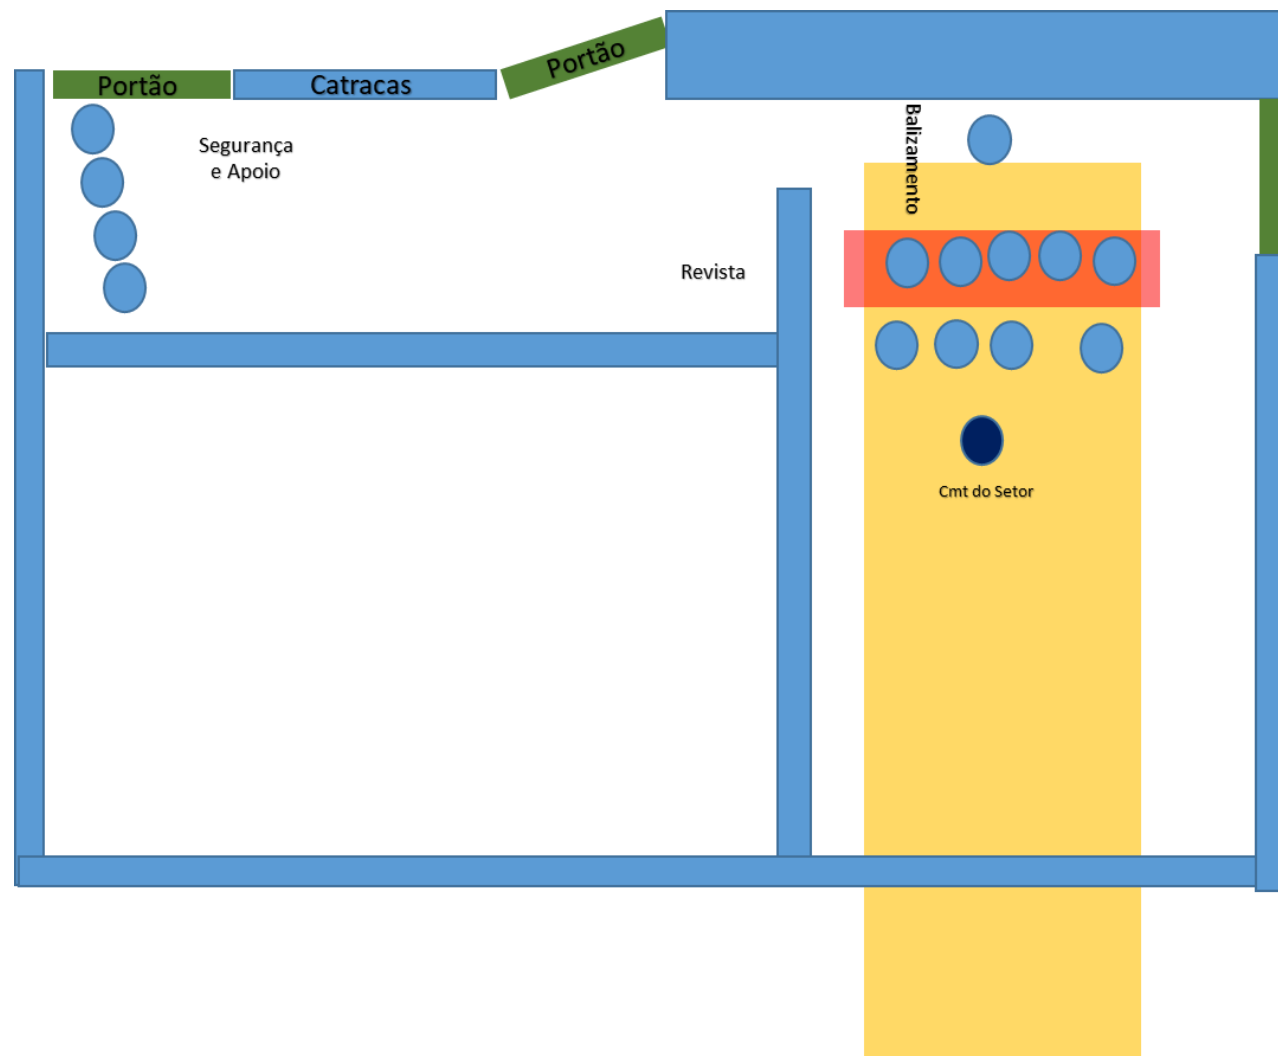 Portão
Catracas
Portão
Segurança
e Apoio
Balizamento
Revista
Cmt do Setor